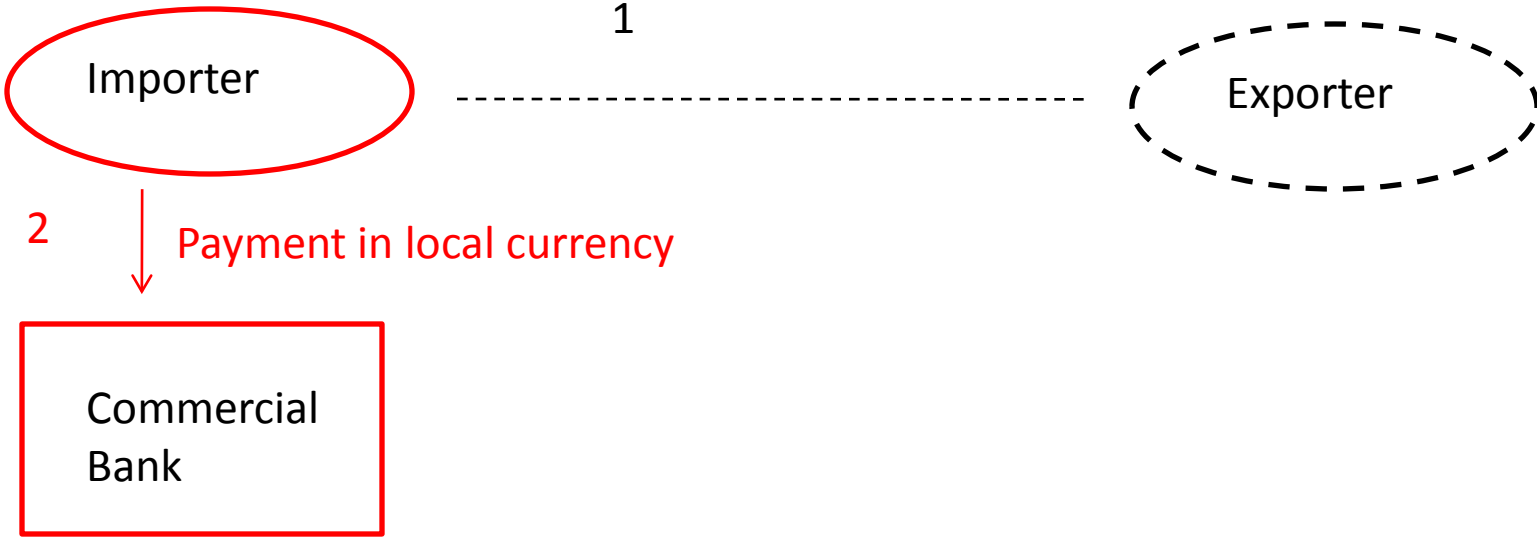 1
Importer
Exporter
2
Payment in local currency
Commercial
Bank